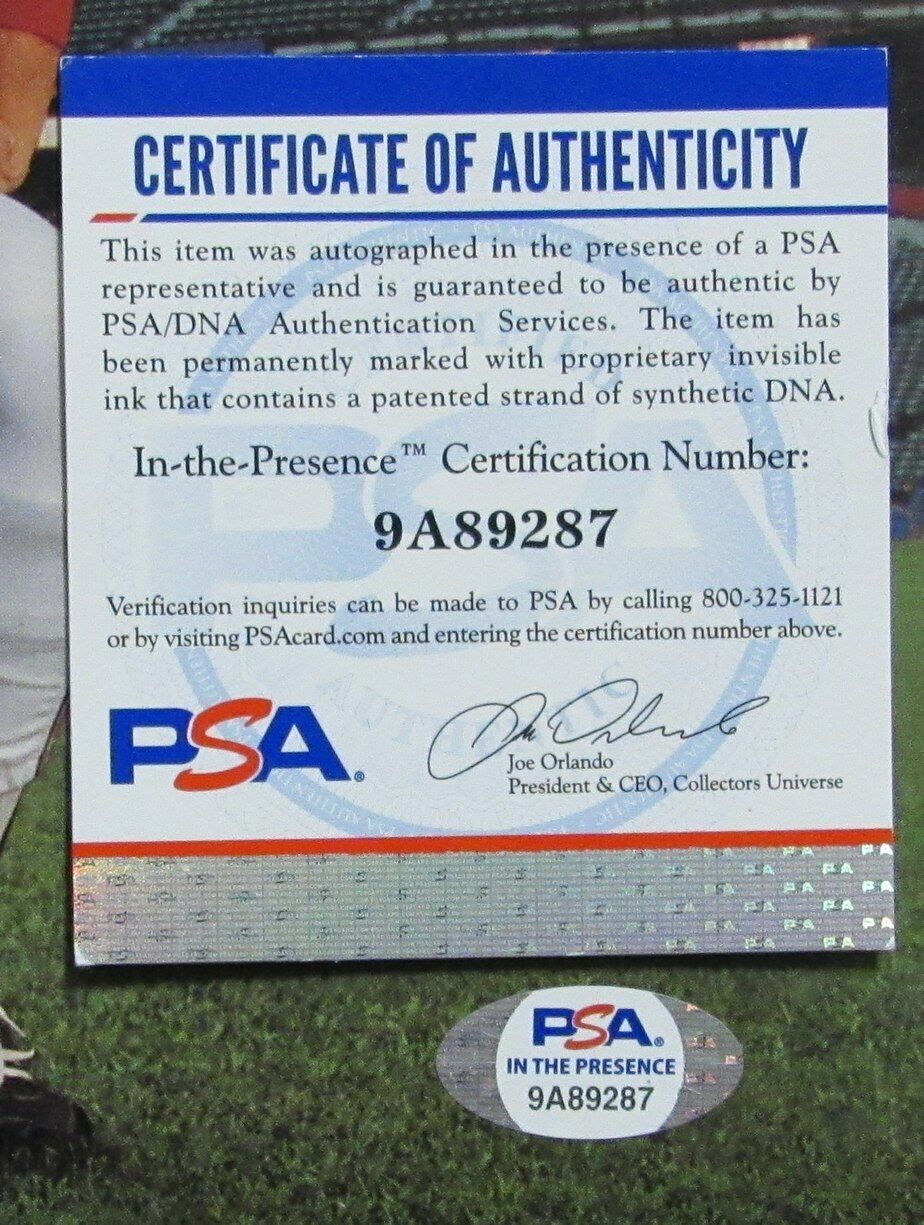 CERTIFICATE OF AUTHENTICITY
This item was autographed in the presence of a PSA
representative and is guaranteed to be authentic by
PSA/DNA Authentication Services. The item has
been permanently marked with proprietary invisible
ink that contains a patented strand of synthetic DNA.
In-the-Presence™ Certification Number:
9A89287
Verification inquiries can be made to PSA by calling 800-325-1121
or by visiting PSAcard.com and entering the certification number above.
PSA®
Joe Orlando
President & CEO, Collectors Universe
PSA®
IN THE PRESENCE
9A89287